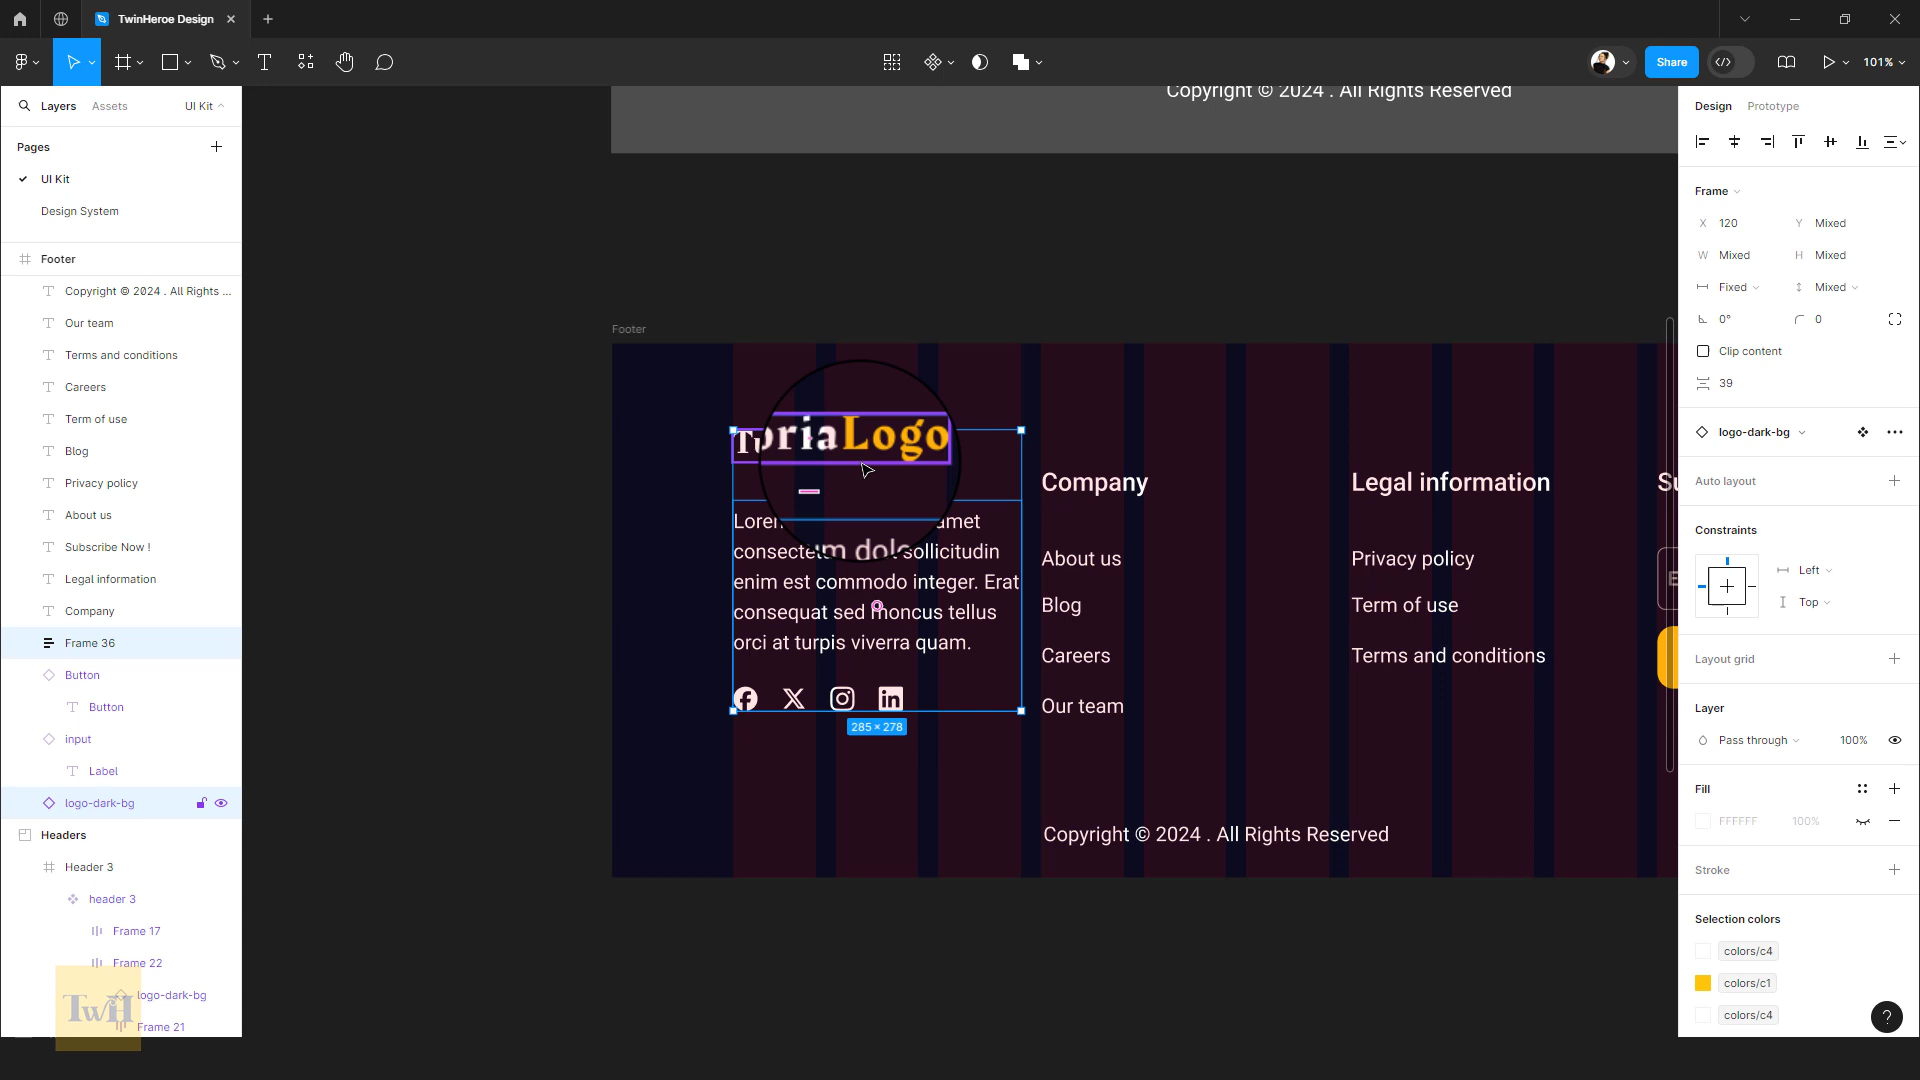 TwinHeroe Design
Share
101%
Layers
Assets
UI Kit
Pages
UI Kit
Design System
Footer
Copyright © 2024 . All Rights ...
Our team
Terms and conditions
Careers
Term of use
Blog
Privacy policy
About us
Subscribe Now !
Legal information
Company
Frame 36
Button
Button
input
Label
logo-dark-bg
Headers
Header 3
header 3
Frame 17
Frame 22
logo-dark-bg
Frame 21
TwiH
Copyright © 2024 . All Rights Reserved
Footer
oriaLogo
consectetum dolo sollicitudin
enim est commodo integer. Erat
consequat sed rhoncus tellus
orci at turpis viverra quam.
285 × 278
Company
About us
Blog
Careers
Our team
Legal information
Privacy policy
Term of use
Terms and conditions
Copyright © 2024 . All Rights Reserved
Design
Prototype
Frame
X 120
Y Mixed
W Mixed
H Mixed
Fixed
Mixed
0°
0
Clip content
39
logo-dark-bg
Auto layout
Constraints
Left
Top
Layout grid
Layer
Pass through
100%
Fill
FFFFFF
100%
Stroke
Selection colors
colors/c4
colors/c1
colors/c4
?